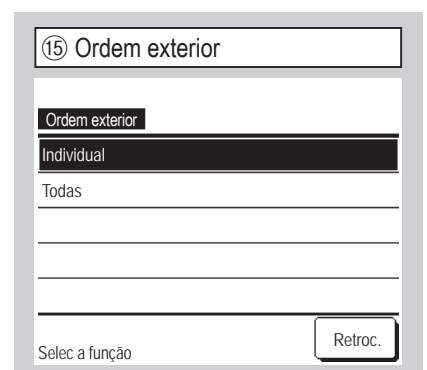 ⑮ Ordem exterior
Ordem exterior
Individual
Todas
Selec a função
Retroc.